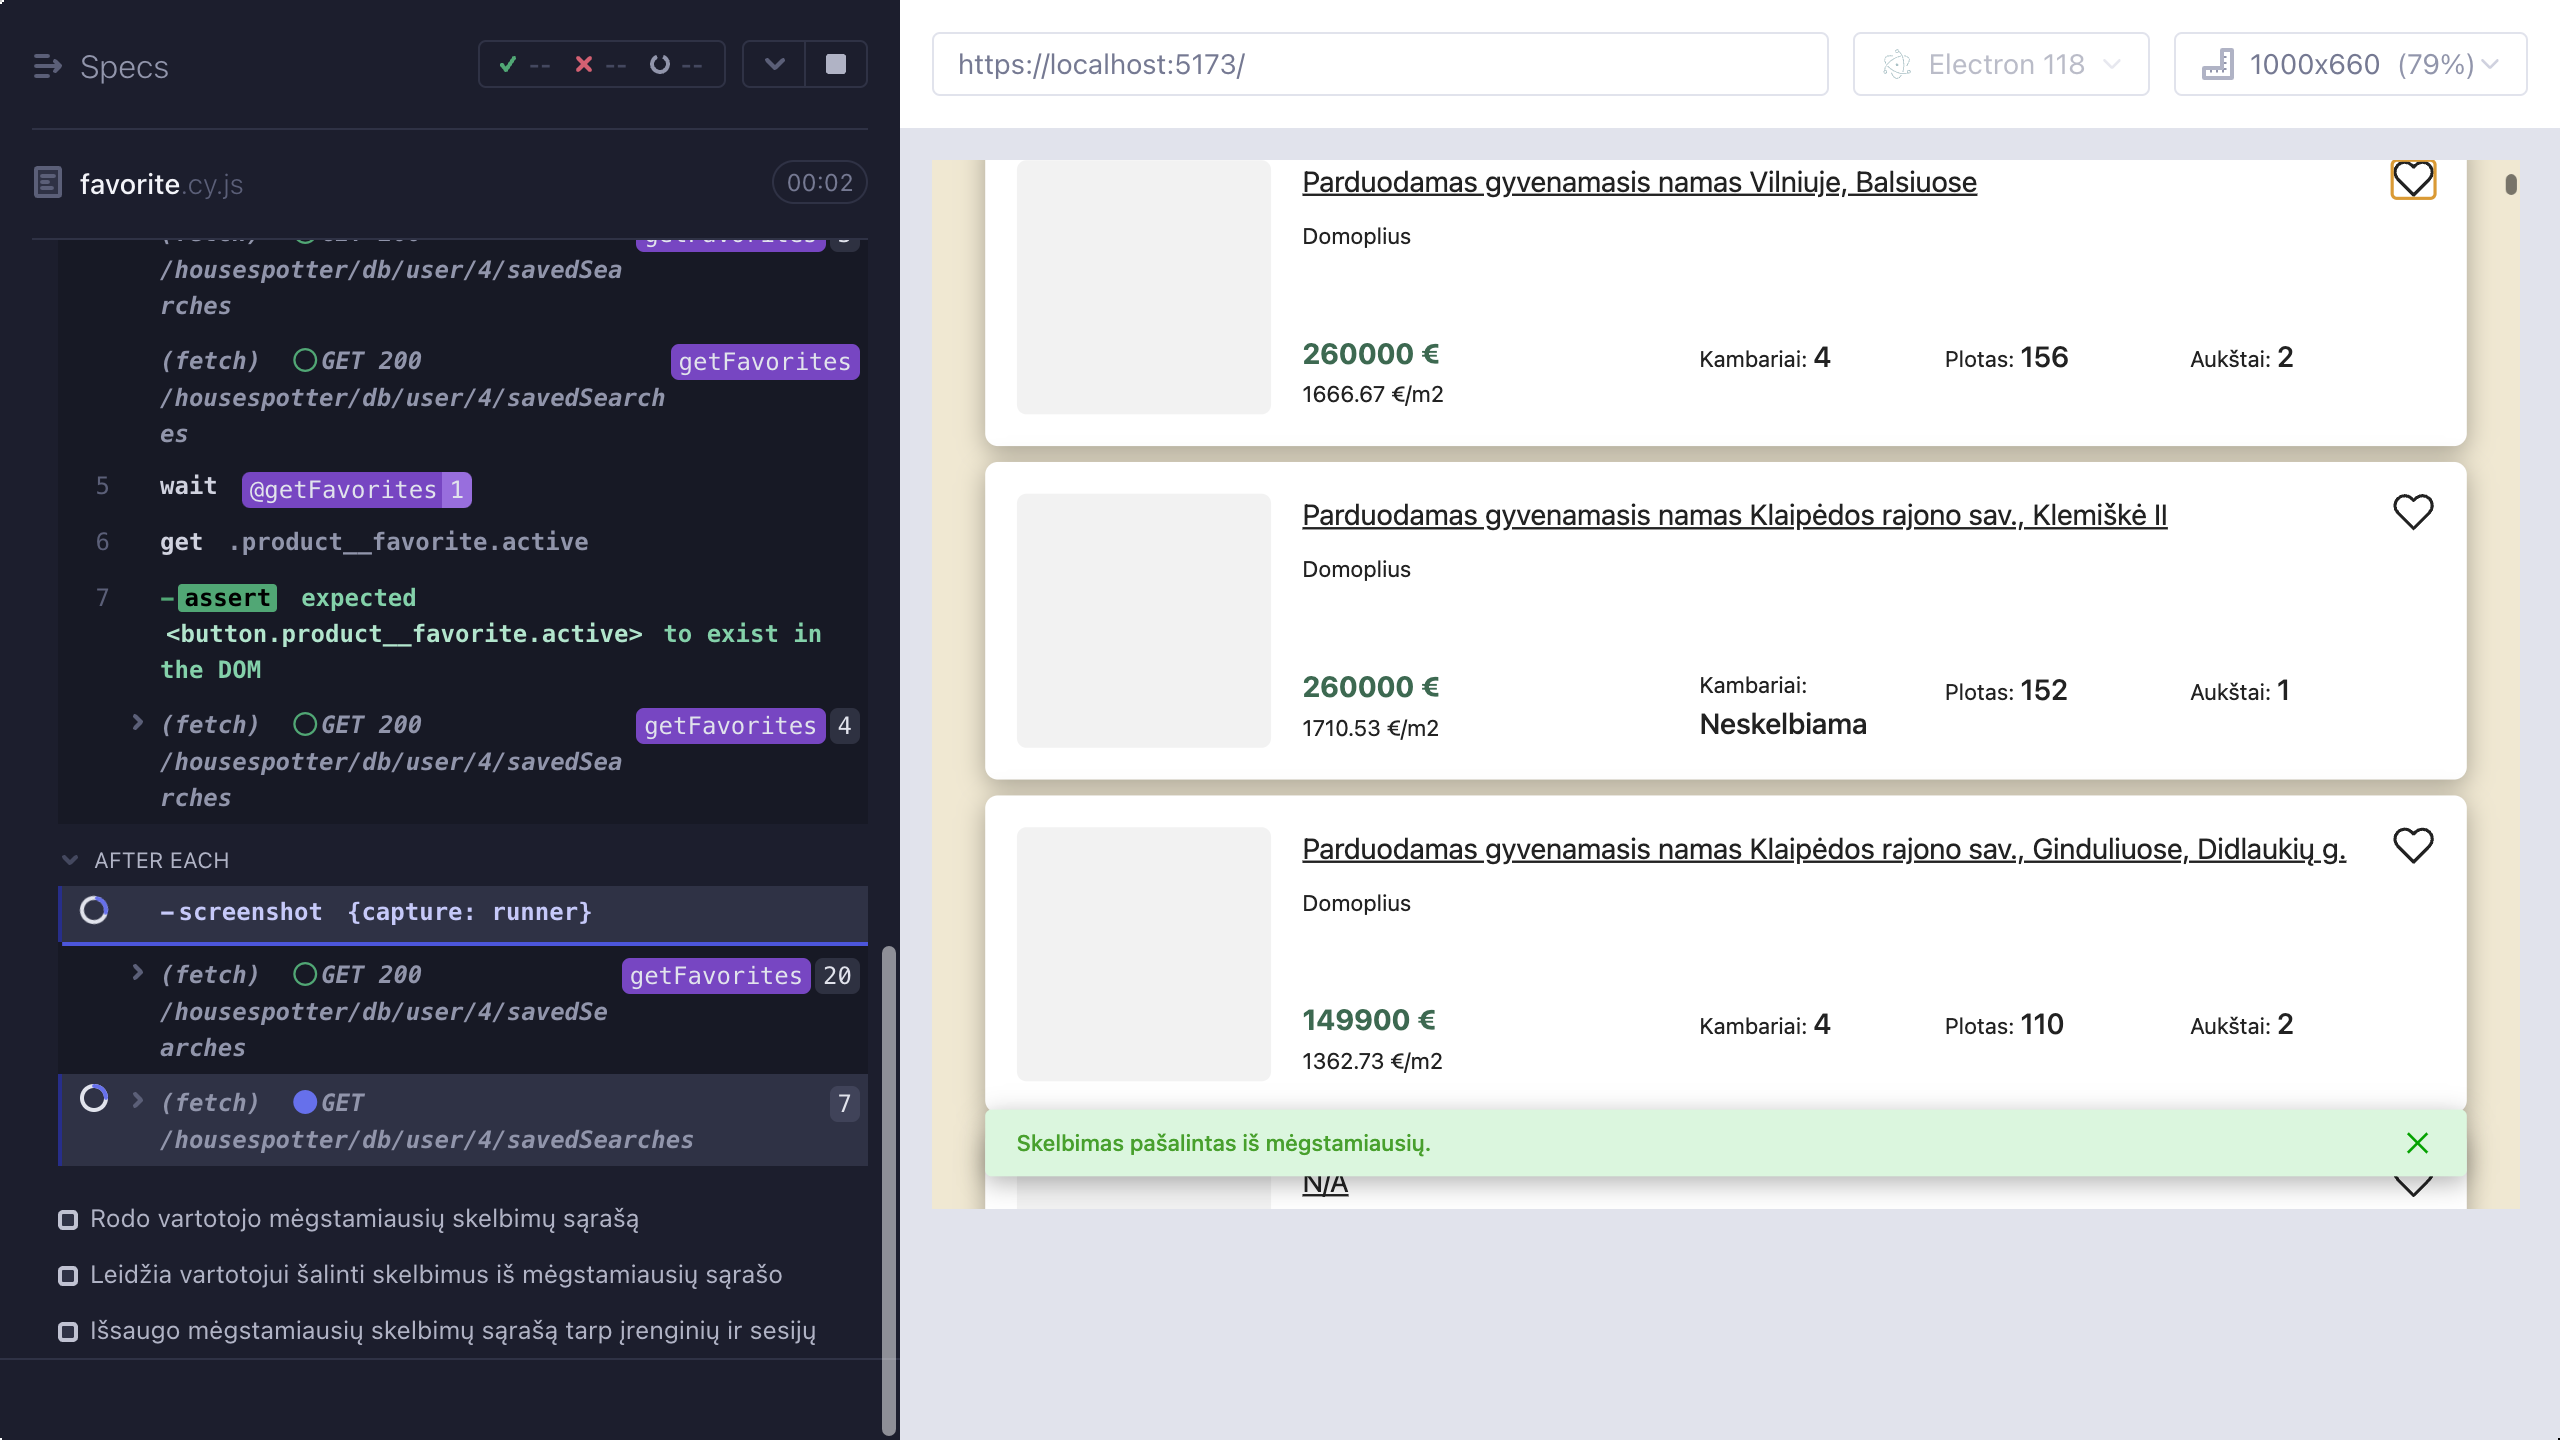 Specs
-- -- --
favorite.cy.js
00:02
/housespotter/db/user/4/savedSea
rches
(fetch) GET 200 getFavorites
/housespotter/db/user/4/savedSearch
es
5 wait @getFavorites 1
6 get .product__favorite.active
7 -assert expected
<button.product__favorite.active> to exist in
the DOM
(fetch) GET 200 getFavorites 4
/housespotter/db/user/4/savedSea
rches
AFTER EACH
-screenshot {capture: runner}
(fetch) GET 200 getFavorites 20
/housespotter/db/user/4/savedSe
arches
(fetch) GET 7
/housespotter/db/user/4/savedSearches
Rodo vartotojo mėgstamiausių skelbimų sąrašą
Leidžia vartotojui šalinti skelbimus iš mėgstamiausių sąrašo
Išsaugo mėgstamiausių skelbimų sąrašą tarp įrenginių ir sesijų
https://localhost:5173/
Electron 118
1000x660 (79%)
Parduodamas gyvenamasis namas Vilniuje, Balsiuose
Domoplius
260000 €
1666.67 €/m2
Kambariai: 4
Plotas: 156
Aukštai: 2
Parduodamas gyvenamasis namas Klaipėdos rajono sav., Klemiškė II
Domoplius
260000 €
1710.53 €/m2
Kambariai:
Neskelbiama
Plotas: 152
Aukštai: 1
Parduodamas gyvenamasis namas Klaipėdos rajono sav., Ginduliuose, Didlaukių g.
Domoplius
149900 €
1362.73 €/m2
Kambariai: 4
Plotas: 110
Aukštai: 2
Skelbimas pašalintas iš mėgstamiausių.
N/A